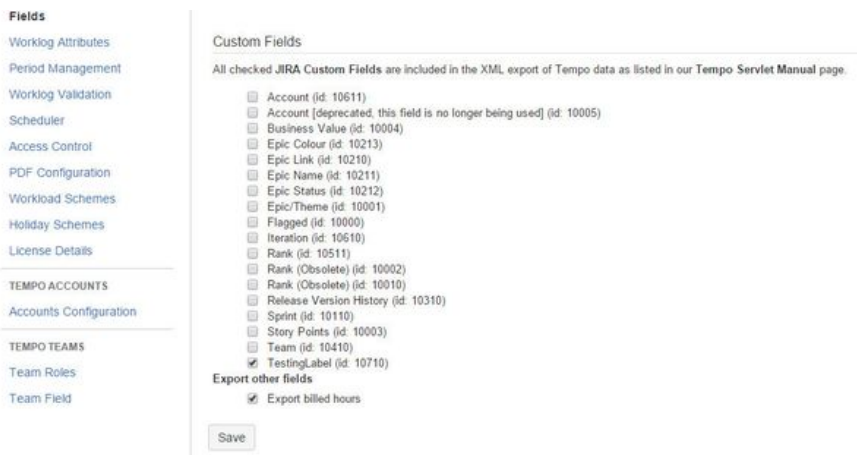 Fields
Worklog Attributes
Period Management
Worklog Validation
Scheduler
Access Control
PDF Configuration
Workload Schemes
Holiday Schemes
License Details
TEMPO ACCOUNTS
Accounts Configuration
TEMPO TEAMS
Team Roles
Team Field
Custom Fields
All checked JIRA Custom Fields are included in the XML export of Tempo data as listed in our Tempo Servlet Manual page.
Account (id: 10611)
Account [deprecated, this field is no longer being used] (id: 10005)
Business Value (id: 10004)
Epic Colour (id: 10213)
Epic Link (id: 10210)
Epic Name (id: 10211)
Epic Status (id: 10212)
Epic/Theme (id: 10001)
Flagged (id: 10000)
Iteration (id: 10610)
Rank (id: 10511)
Rank (Obsolete) (id: 10002)
Rank (Obsolete) (id: 10010)
Release Version History (id: 10310)
Sprint (id: 10110)
Story Points (id: 10003)
Team (id: 10410)
TestingLabel (id: 10710)
Export other fields
Export billed hours
Save